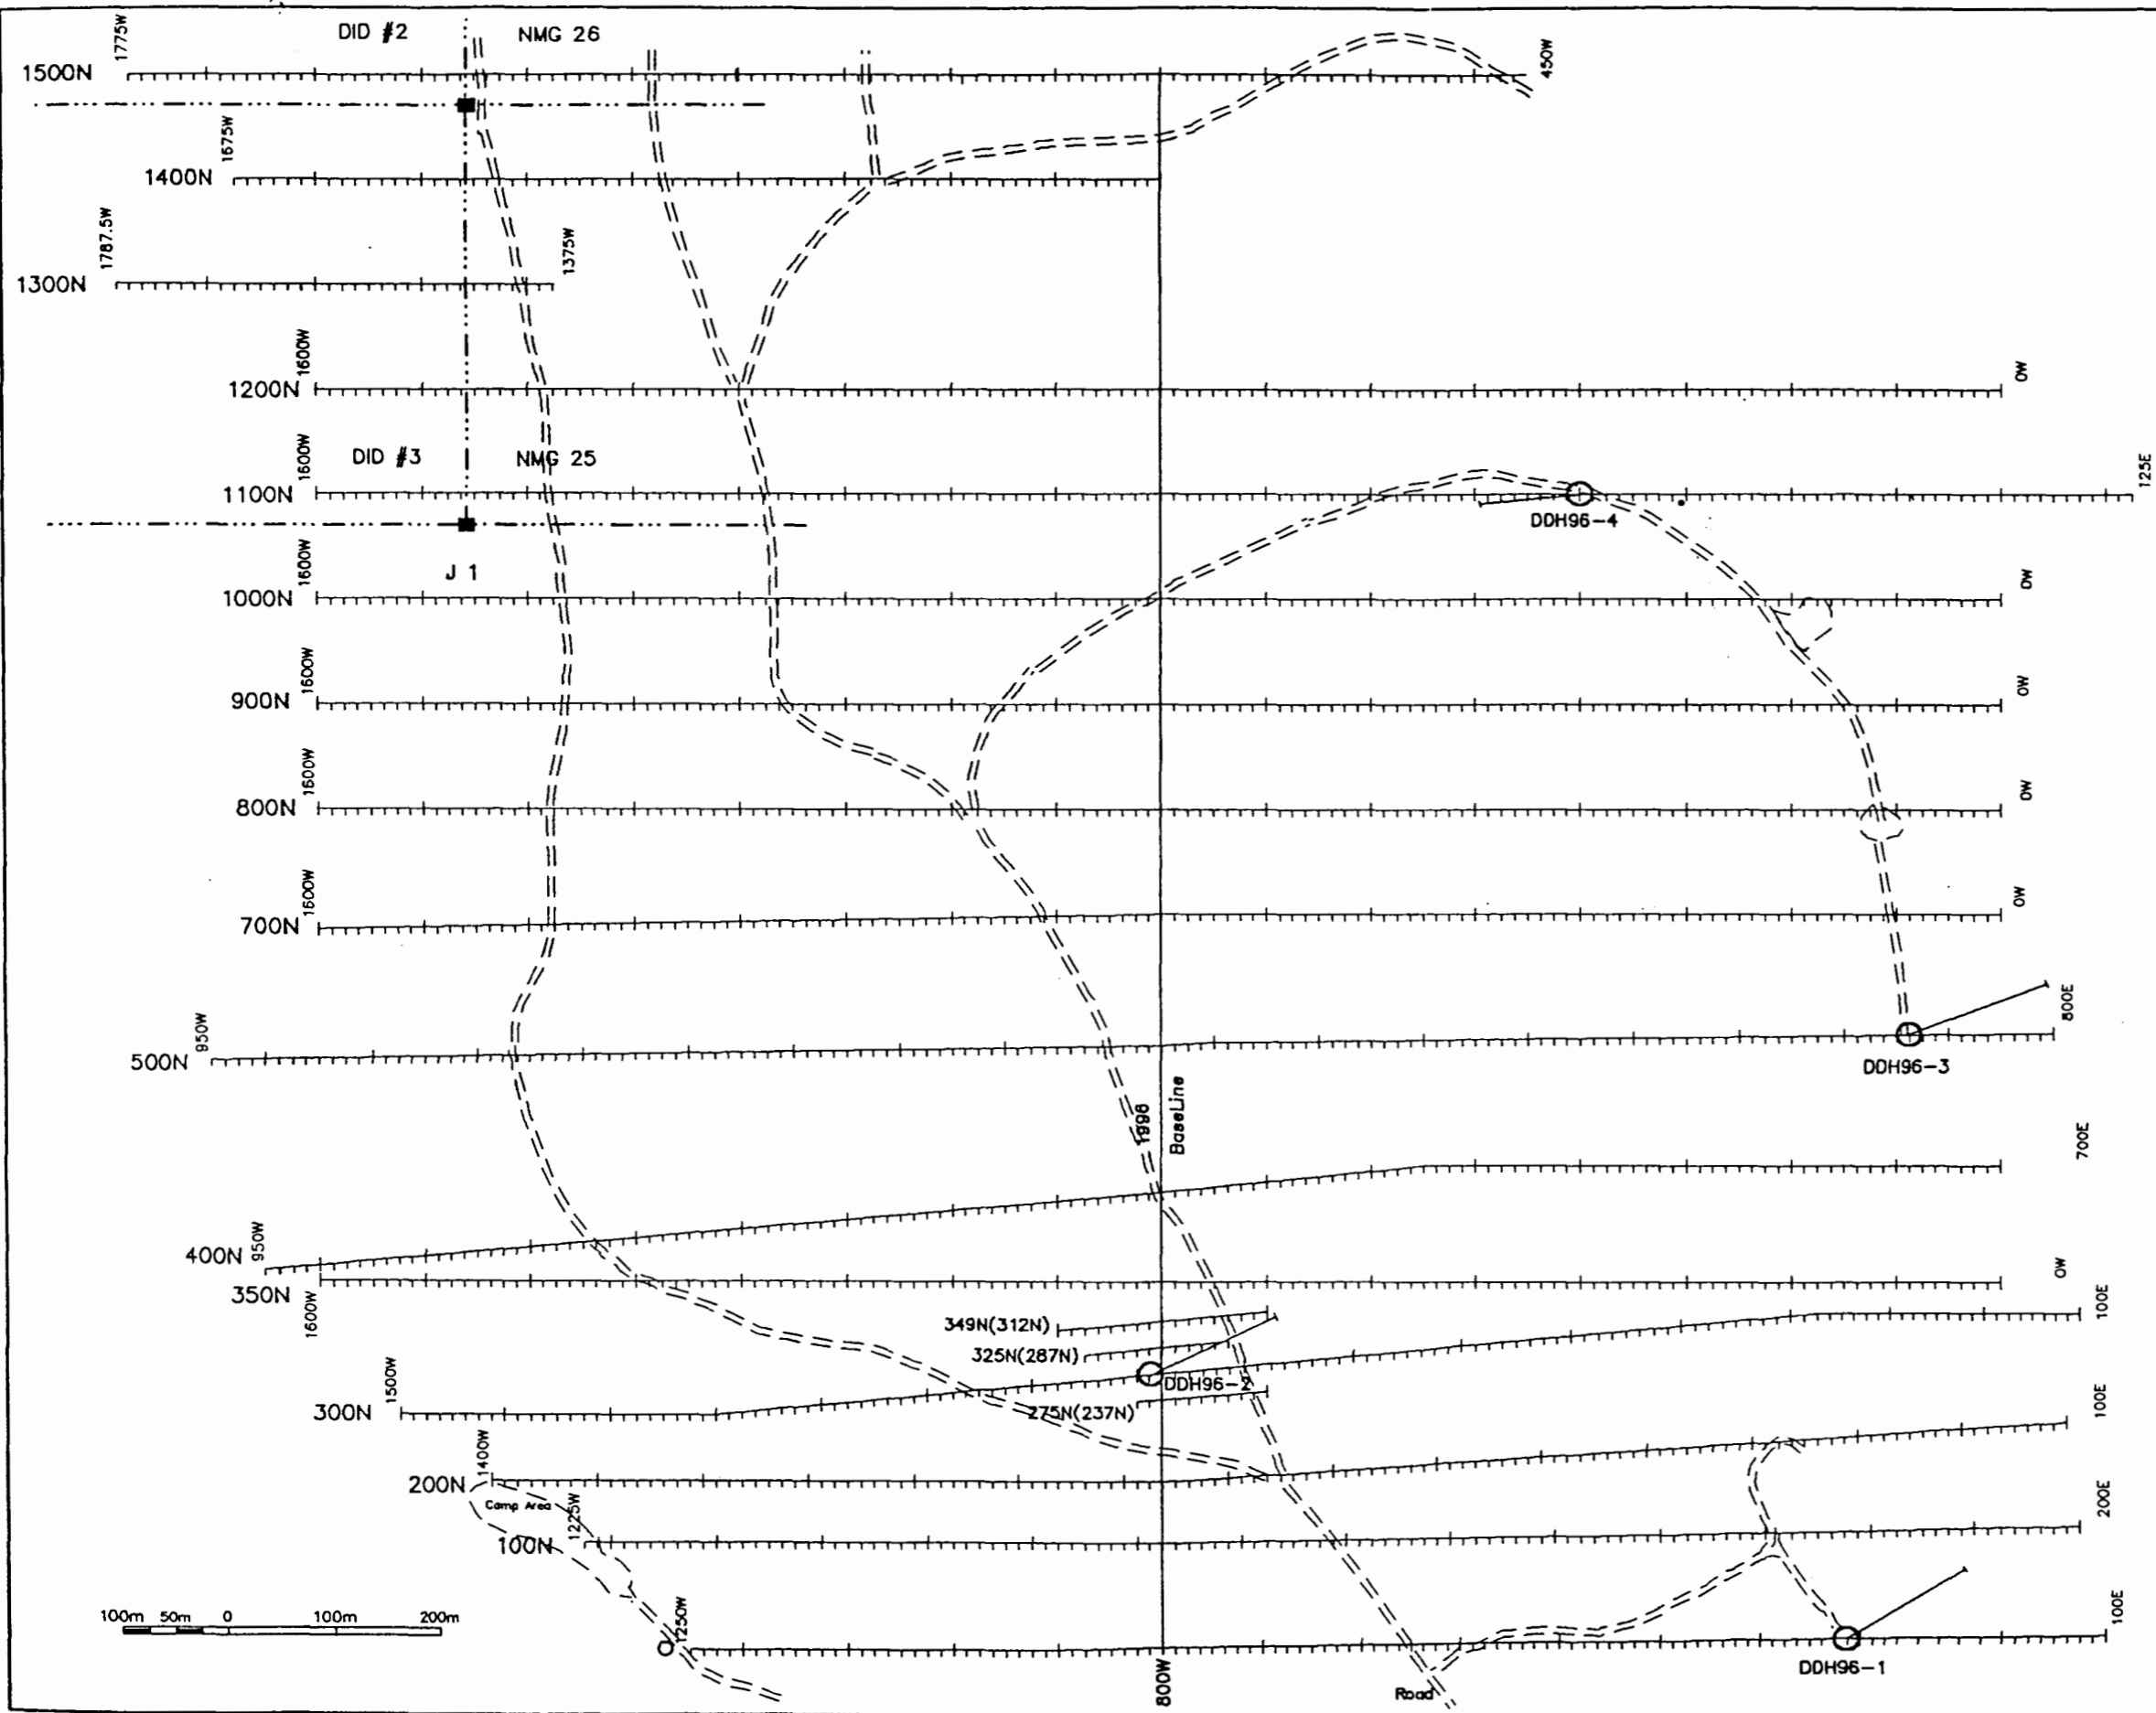 1775W
DID #2
NMG 26
450W
1500N
1675W
1400N
1787.5W
1375W
1300N
1600W
1200N
0W
1600W
DID #3
NMG 25
125E
1100N
DDH96-4
1600W
J 1
0W
1000N
1600W
0W
900N
1600W
0W
800N
1600W
0W
700N
950W
800E
500N
DDH96-3
1996
BaseLine
700E
400N
950W
0W
350N
1600W
100E
349N(312N)
325N(287N)
1500W
DDH96-2
300N
275N(237N)
100E
1400W
200N
Camp Area
1225W
200E
100N
100m 50m 0 100m 200m
1250W
100E
800W
Road
DDH96-1